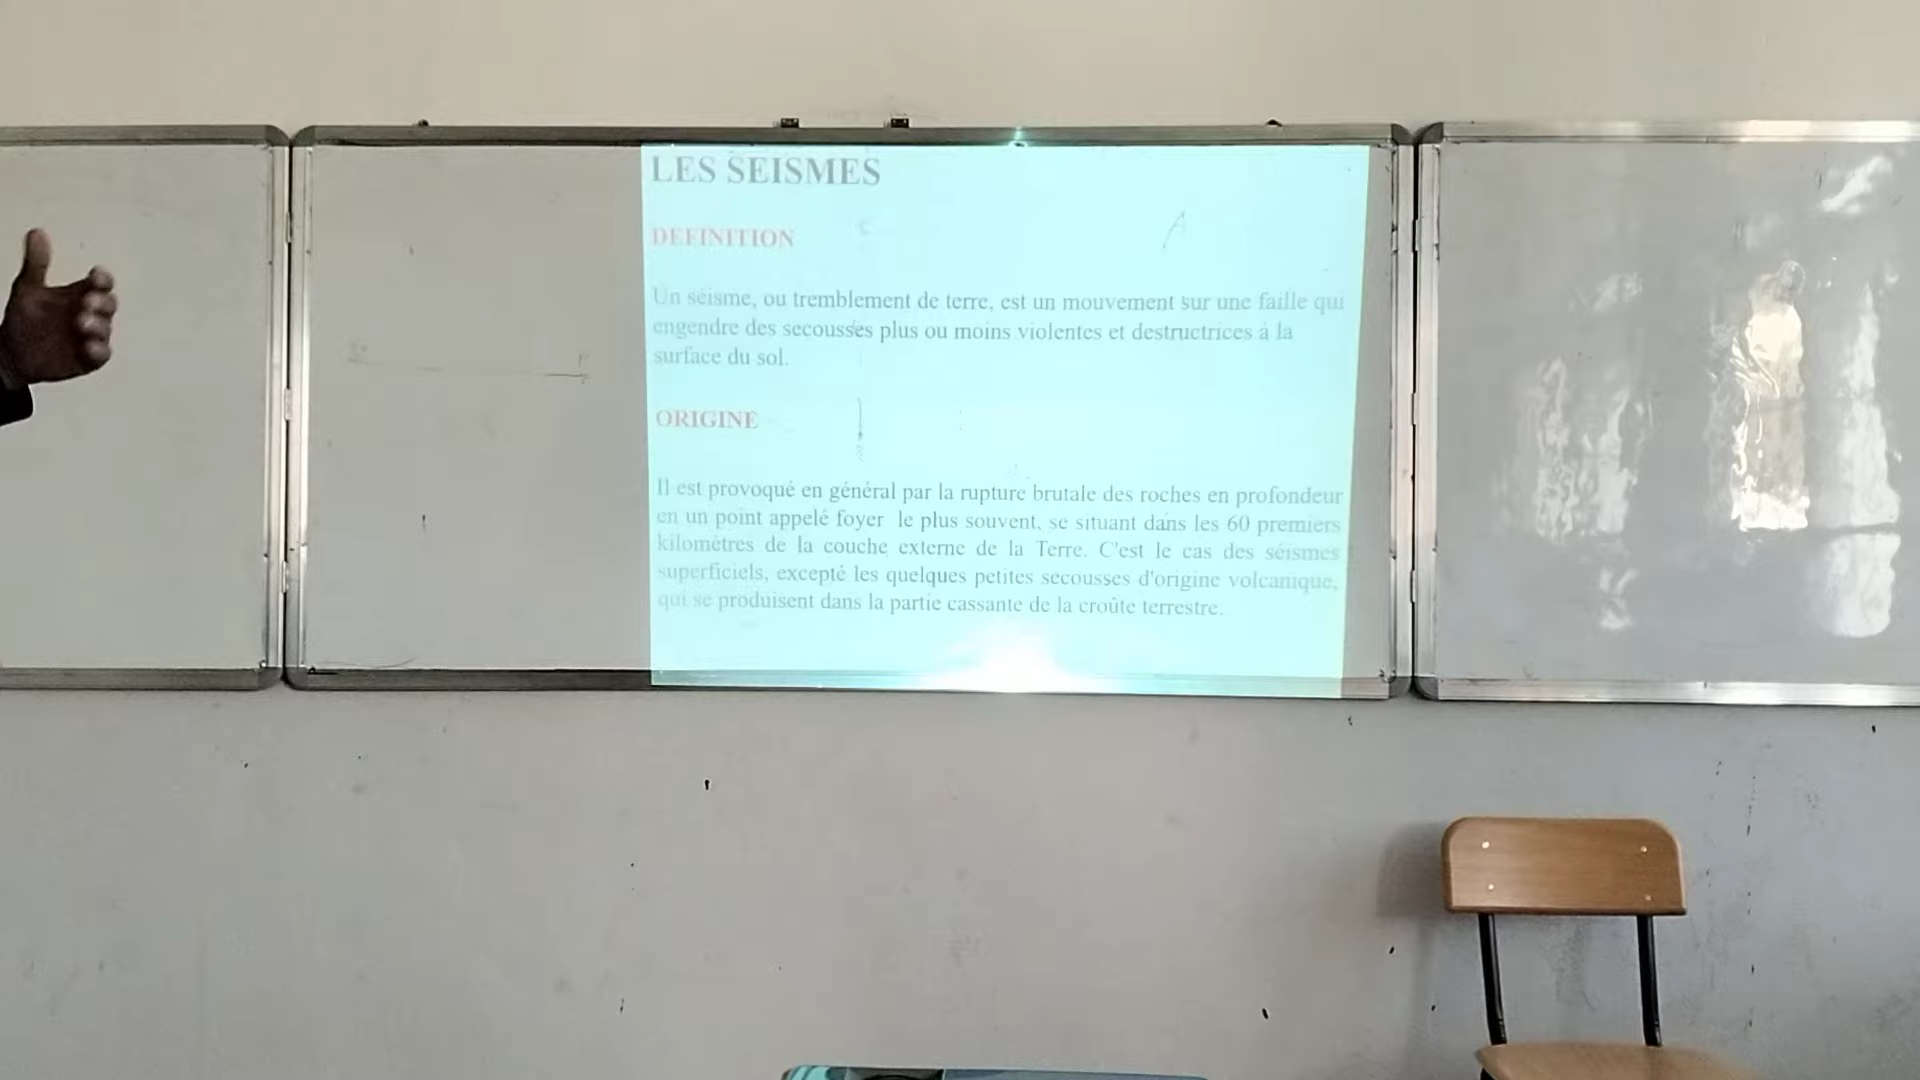 LES SEISMES
DEFINITION
Un séisme, ou tremblement de terre, est un mouvement sur une faille qui
engendre des secousses plus ou moins violentes et destructrices à la
surface du sol.
ORIGINE
Il est provoqué en général par la rupture brutale des roches en profondeur
en un point appelé foyer le plus souvent, se situant dans les 60 premiers
kilomètres de la couche externe de la Terre. C'est le cas des séismes
superficiels, excepté les quelques petites secousses d'origine volcanique,
qui se produisent dans la partie cassante de la croûte terrestre.